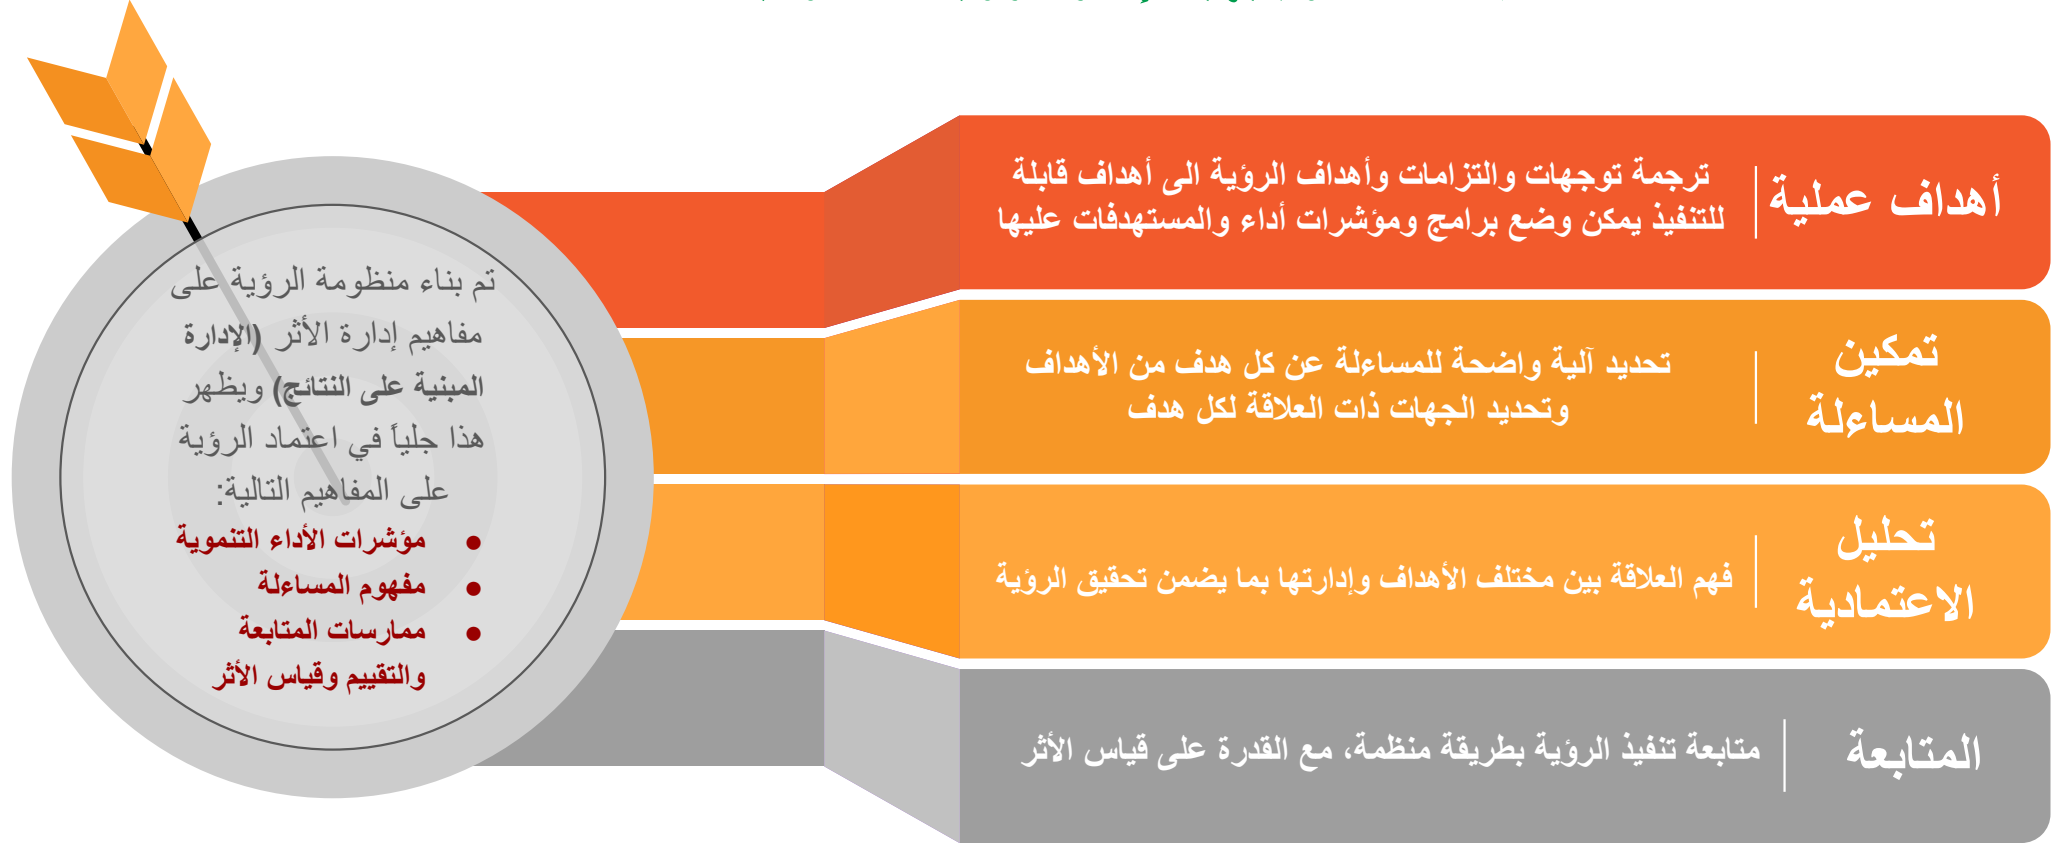 أهداف عملية
ترجمة توجهات والتزامات وأهداف الرؤية الى أهداف قابلة
للتنفيذ يمكن وضع برامج ومؤشرات أداء والمستهدفات عليها
تمكين
المساءلة
تحديد آلية واضحة للمساءلة عن كل هدف من الأهداف
وتحديد الجهات ذات العلاقة لكل هدف
تحليل
الاعتمادية
فهم العلاقة بين مختلف الأهداف وإدارتها بما يضمن تحقيق الرؤية
المتابعة
متابعة تنفيذ الرؤية بطريقة منظمة، مع القدرة على قياس الأثر
تم بناء منظومة الرؤية على
مفاهيم إدارة الأثر (الإدارة
المبنية على النتائج) ويظهر
هذا جلياً في اعتماد الرؤية
على المفاهيم التالية:
● مؤشرات الأداء التنموية
● مفهوم المساءلة
● ممارسات المتابعة
والتقييم وقياس الأثر